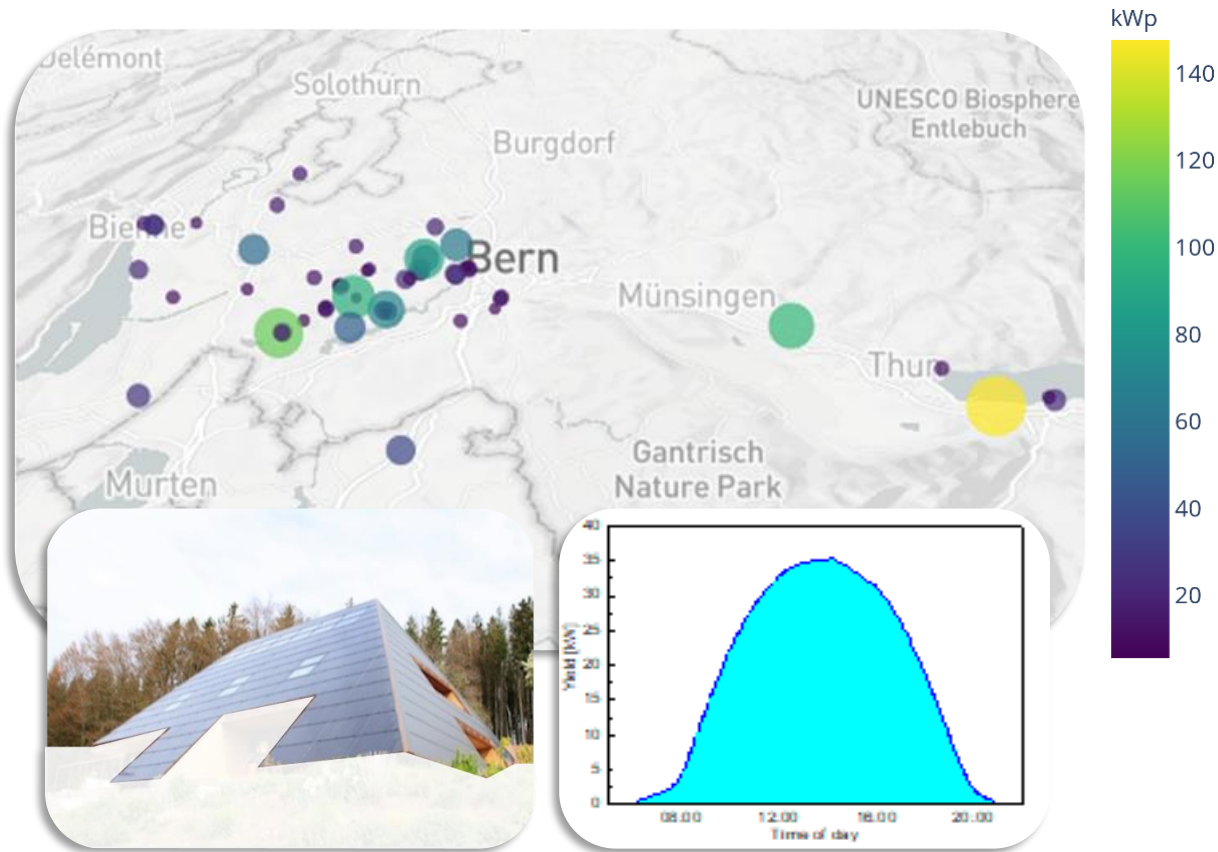 kWp
Delémont
Solothurn
UNESCO Biosphere
Entlebuch
Burgdorf
Bienne
Bern
Münsingen
Thun
Gantrisch
Nature Park
Murten
140
120
100
80
60
40
20
40
35
30
25
20
15
10
5
0
Yield [kW]
08:00 12:00 16:00 20:00
Time of day